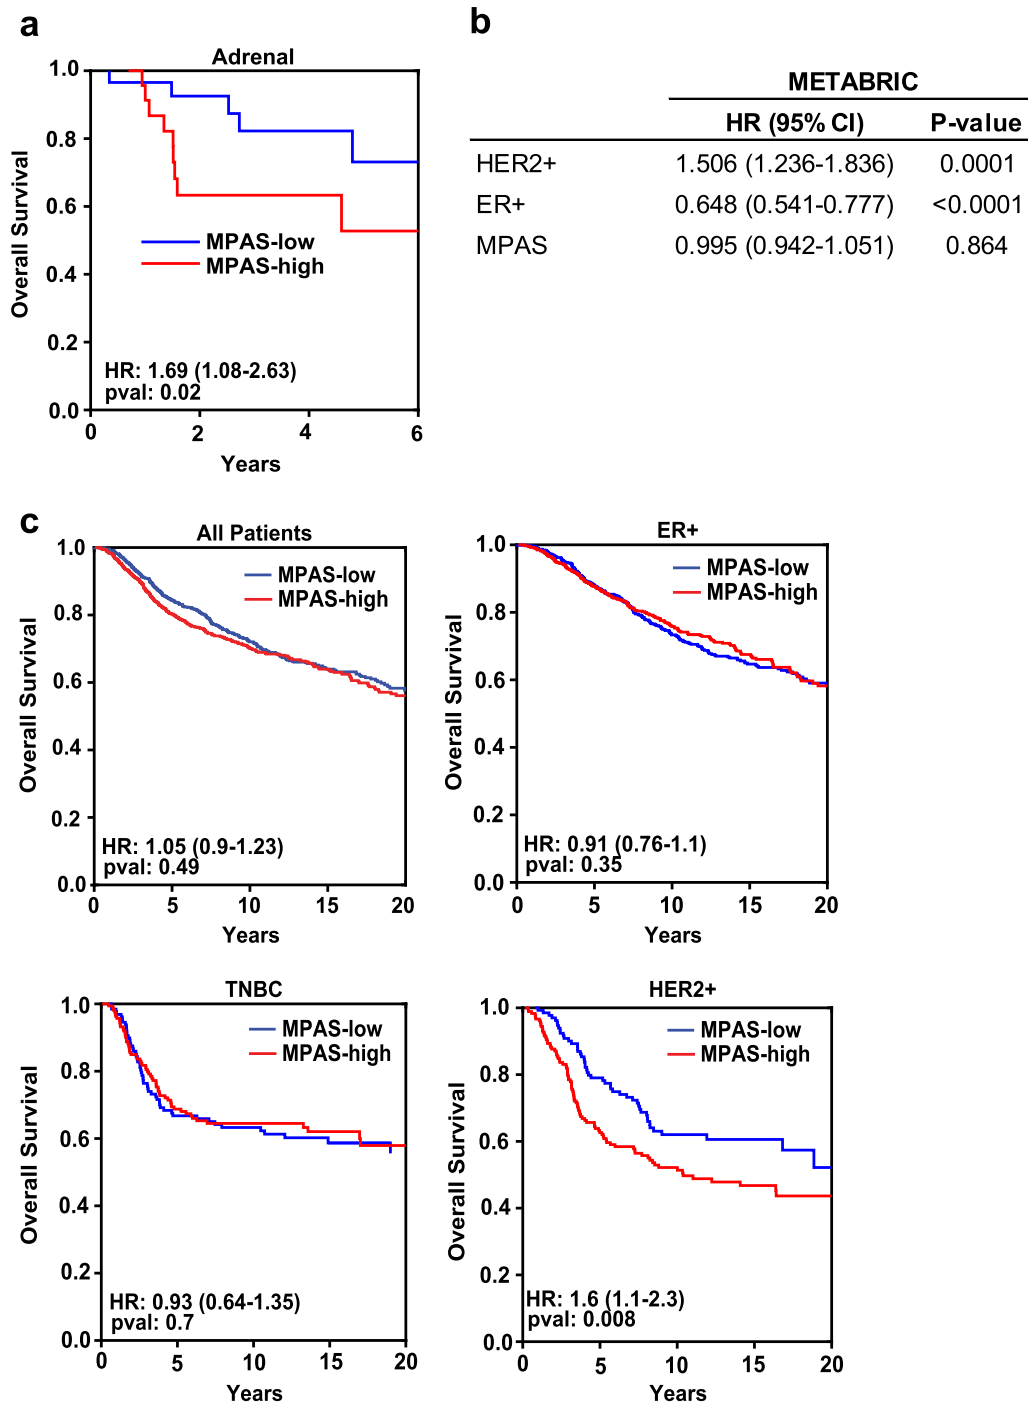 a
Adrenal
1.0
0.8
0.6
0.4
0.2
0.0
Overall Survival
MPAS-low
MPAS-high
HR: 1.69 (1.08-2.63)
pval: 0.02
0 2 4 6
Years
b
METABRIC
HR (95% CI) P-value
HER2+ 1.506 (1.236-1.836) 0.0001
ER+ 0.648 (0.541-0.777) <0.0001
MPAS 0.995 (0.942-1.051) 0.864
c
All Patients
1.0
0.8
0.6
0.4
0.2
0.0
Overall Survival
MPAS-low
MPAS-high
HR: 1.05 (0.9-1.23)
pval: 0.49
0 5 10 15 20
Years
ER+
1.0
0.8
0.6
0.4
0.2
0.0
Overall Survival
MPAS-low
MPAS-high
HR: 0.91 (0.76-1.1)
pval: 0.35
0 5 10 15 20
Years
TNBC
1.0
0.8
0.6
0.4
0.2
0.0
Overall Survival
MPAS-low
MPAS-high
HR: 0.93 (0.64-1.35)
pval: 0.7
0 5 10 15 20
Years
HER2+
1.0
0.8
0.6
0.4
0.2
0.0
Overall Survival
MPAS-low
MPAS-high
HR: 1.6 (1.1-2.3)
pval: 0.008
0 5 10 15 20
Years